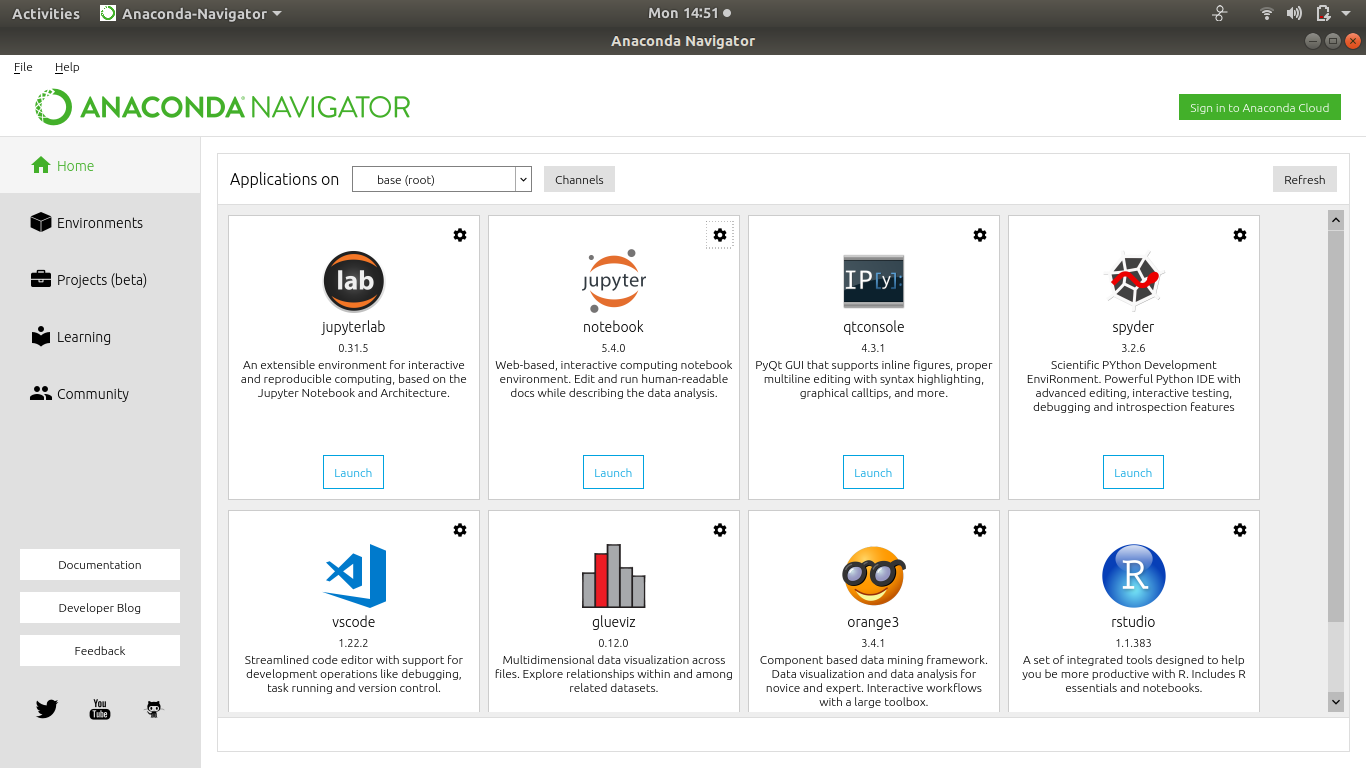 Activities Anaconda-Navigator Mon 14:51
Anaconda Navigator
File Help
ANACONDA NAVIGATOR
Sign in to Anaconda Cloud
Home
Environments
Projects (beta)
Learning
Community
Documentation
Developer Blog
Feedback
You Tube
Applications on base (root) Channels Refresh
lab
jupyterlab
0.31.5
An extensible environment for interactive
and reproducible computing, based on the
Jupyter Notebook and Architecture.
Launch
jupyter
notebook
5.4.0
Web-based, interactive computing notebook
environment. Edit and run human-readable
docs while describing the data analysis.
Launch
IP[y]:
qtconsole
4.3.1
PyQt GUI that supports inline figures, proper
multiline editing with syntax highlighting,
graphical calltips, and more.
Launch
spyder
3.2.6
Scientific PYthon Development
EnviRonment. Powerful Python IDE with
advanced editing, interactive testing,
debugging and introspection features
Launch
vscode
1.22.2
Streamlined code editor with support for
development operations like debugging,
task running and version control.
glueviz
0.12.0
Multidimensional data visualization across
files. Explore relationships within and among
related datasets.
orange3
3.4.1
Component based data mining framework.
Data visualization and data analysis for
novice and expert. Interactive workflows
with a large toolbox.
R
rstudio
1.1.383
A set of integrated tools designed to help
you be more productive with R. Includes R
essentials and notebooks.